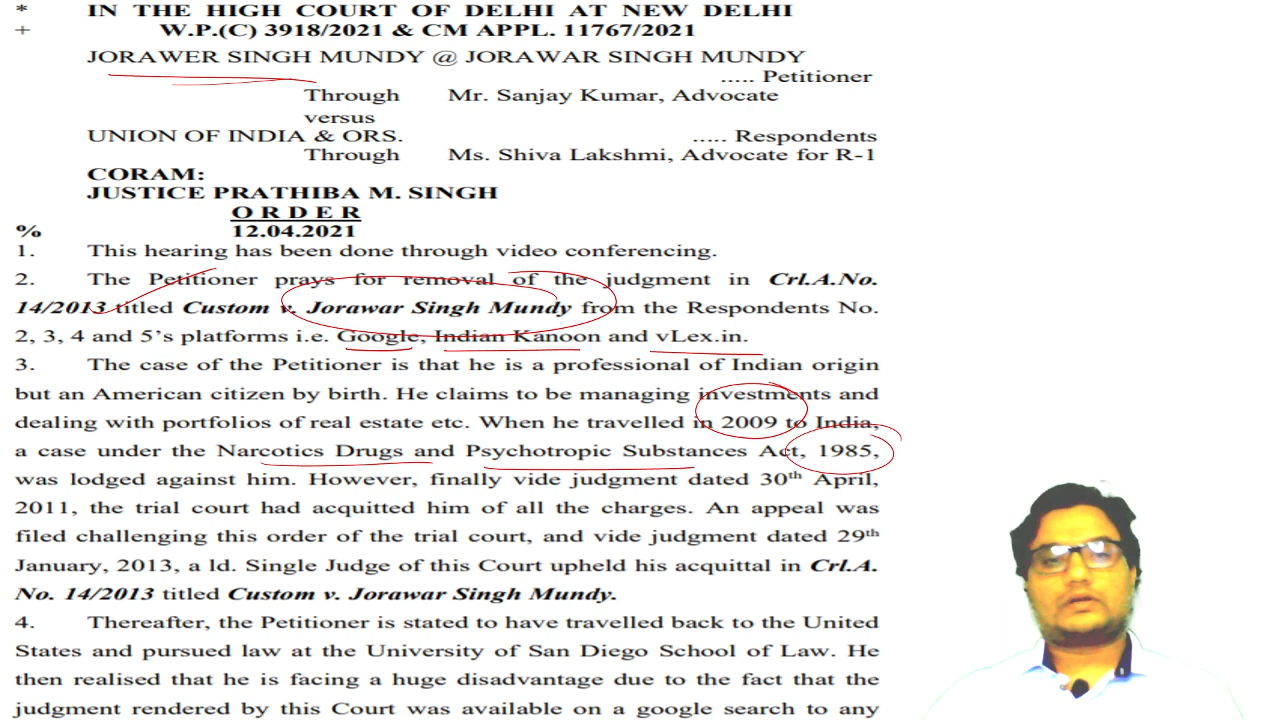 * IN THE HIGH COURT OF DELHI AT NEW DELHI
+ W.P.(C) 3918/2021 & CM APPL. 11767/2021
JORAWER SINGH MUNDY @ JORAWAR SINGH MUNDY
..... Petitioner
Through Mr. Sanjay Kumar, Advocate
versus
UNION OF INDIA & ORS. ..... Respondents
Through Ms. Shiva Lakshmi, Advocate for R-1
CORAM:
JUSTICE PRATHIBA M. SINGH
O R D E R
% 12.04.2021
1. This hearing has been done through video conferencing.
2. The Petitioner prays for removal of the judgment in Crl.A.No.
14/2013 titled Custom v. Jorawar Singh Mundy from the Respondents No.
2, 3, 4 and 5's platforms i.e. Google, Indian Kanoon and vLex.in.
3. The case of the Petitioner is that he is a professional of Indian origin
but an American citizen by birth. He claims to be managing investments and
dealing with portfolios of real estate etc. When he travelled in 2009 to India,
a case under the Narcotics Drugs and Psychotropic Substances Act, 1985,
was lodged against him. However, finally vide judgment dated 30th April,
2011, the trial court had acquitted him of all the charges. An appeal was
filed challenging this order of the trial court, and vide judgment dated 29th
January, 2013, a ld. Single Judge of this Court upheld his acquittal in Crl.A.
No. 14/2013 titled Custom v. Jorawar Singh Mundy.
4. Thereafter, the Petitioner is stated to have travelled back to the United
States and pursued law at the University of San Diego School of Law. He
then realised that he is facing a huge disadvantage due to the fact that the
judgment rendered by this Court was available on a google search to any